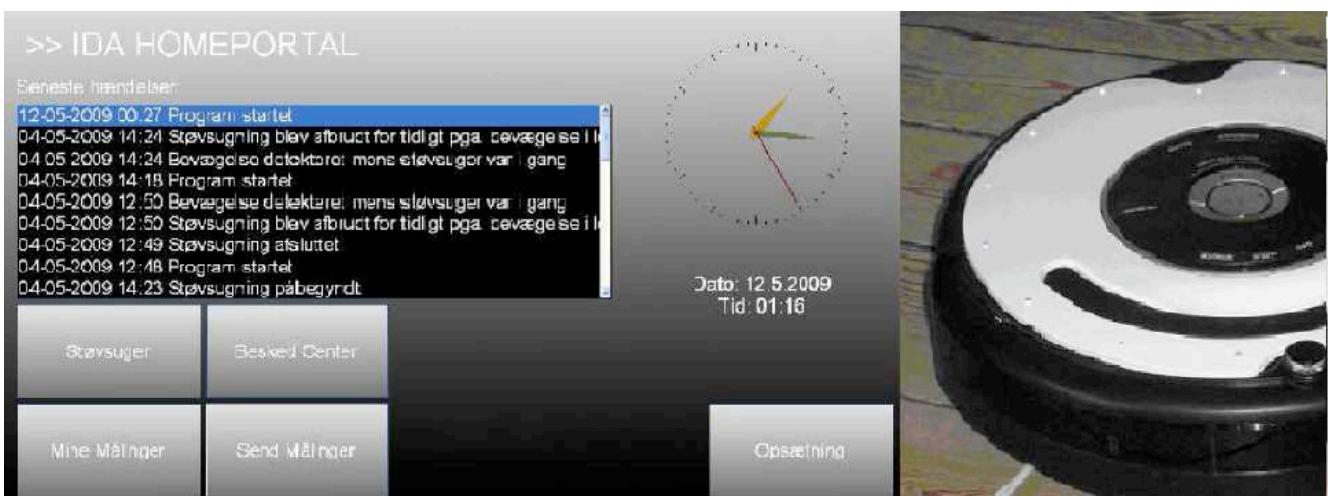 >> IDA HOMEPORTAL
Seneste hændelser:
12-05-2009 00:27 Program startet
04-05-2009 14:24 Støvsugning blev afbrudt for tidligt pga. bevægelse i l
04-05-2009 14:24 Bevægelse detekteret mens støvsuger var i gang
04-05-2009 14:18 Program startet
04-05-2009 12:50 Bevægelse detekteret mens støvsuger var i gang
04-05-2009 12:50 Støvsugning blev afbrudt for tidligt pga. bevægelse i l
04-05-2009 12:49 Støvsugning afsluttet
04-05-2009 12:48 Program startet
04-05-2009 14:23 Støvsugning påbegyndt
Dato: 12.5.2009
Tid: 01:16
Støvsuger
Besked Center
Mine Målinger
Send Målinger
Opsætning